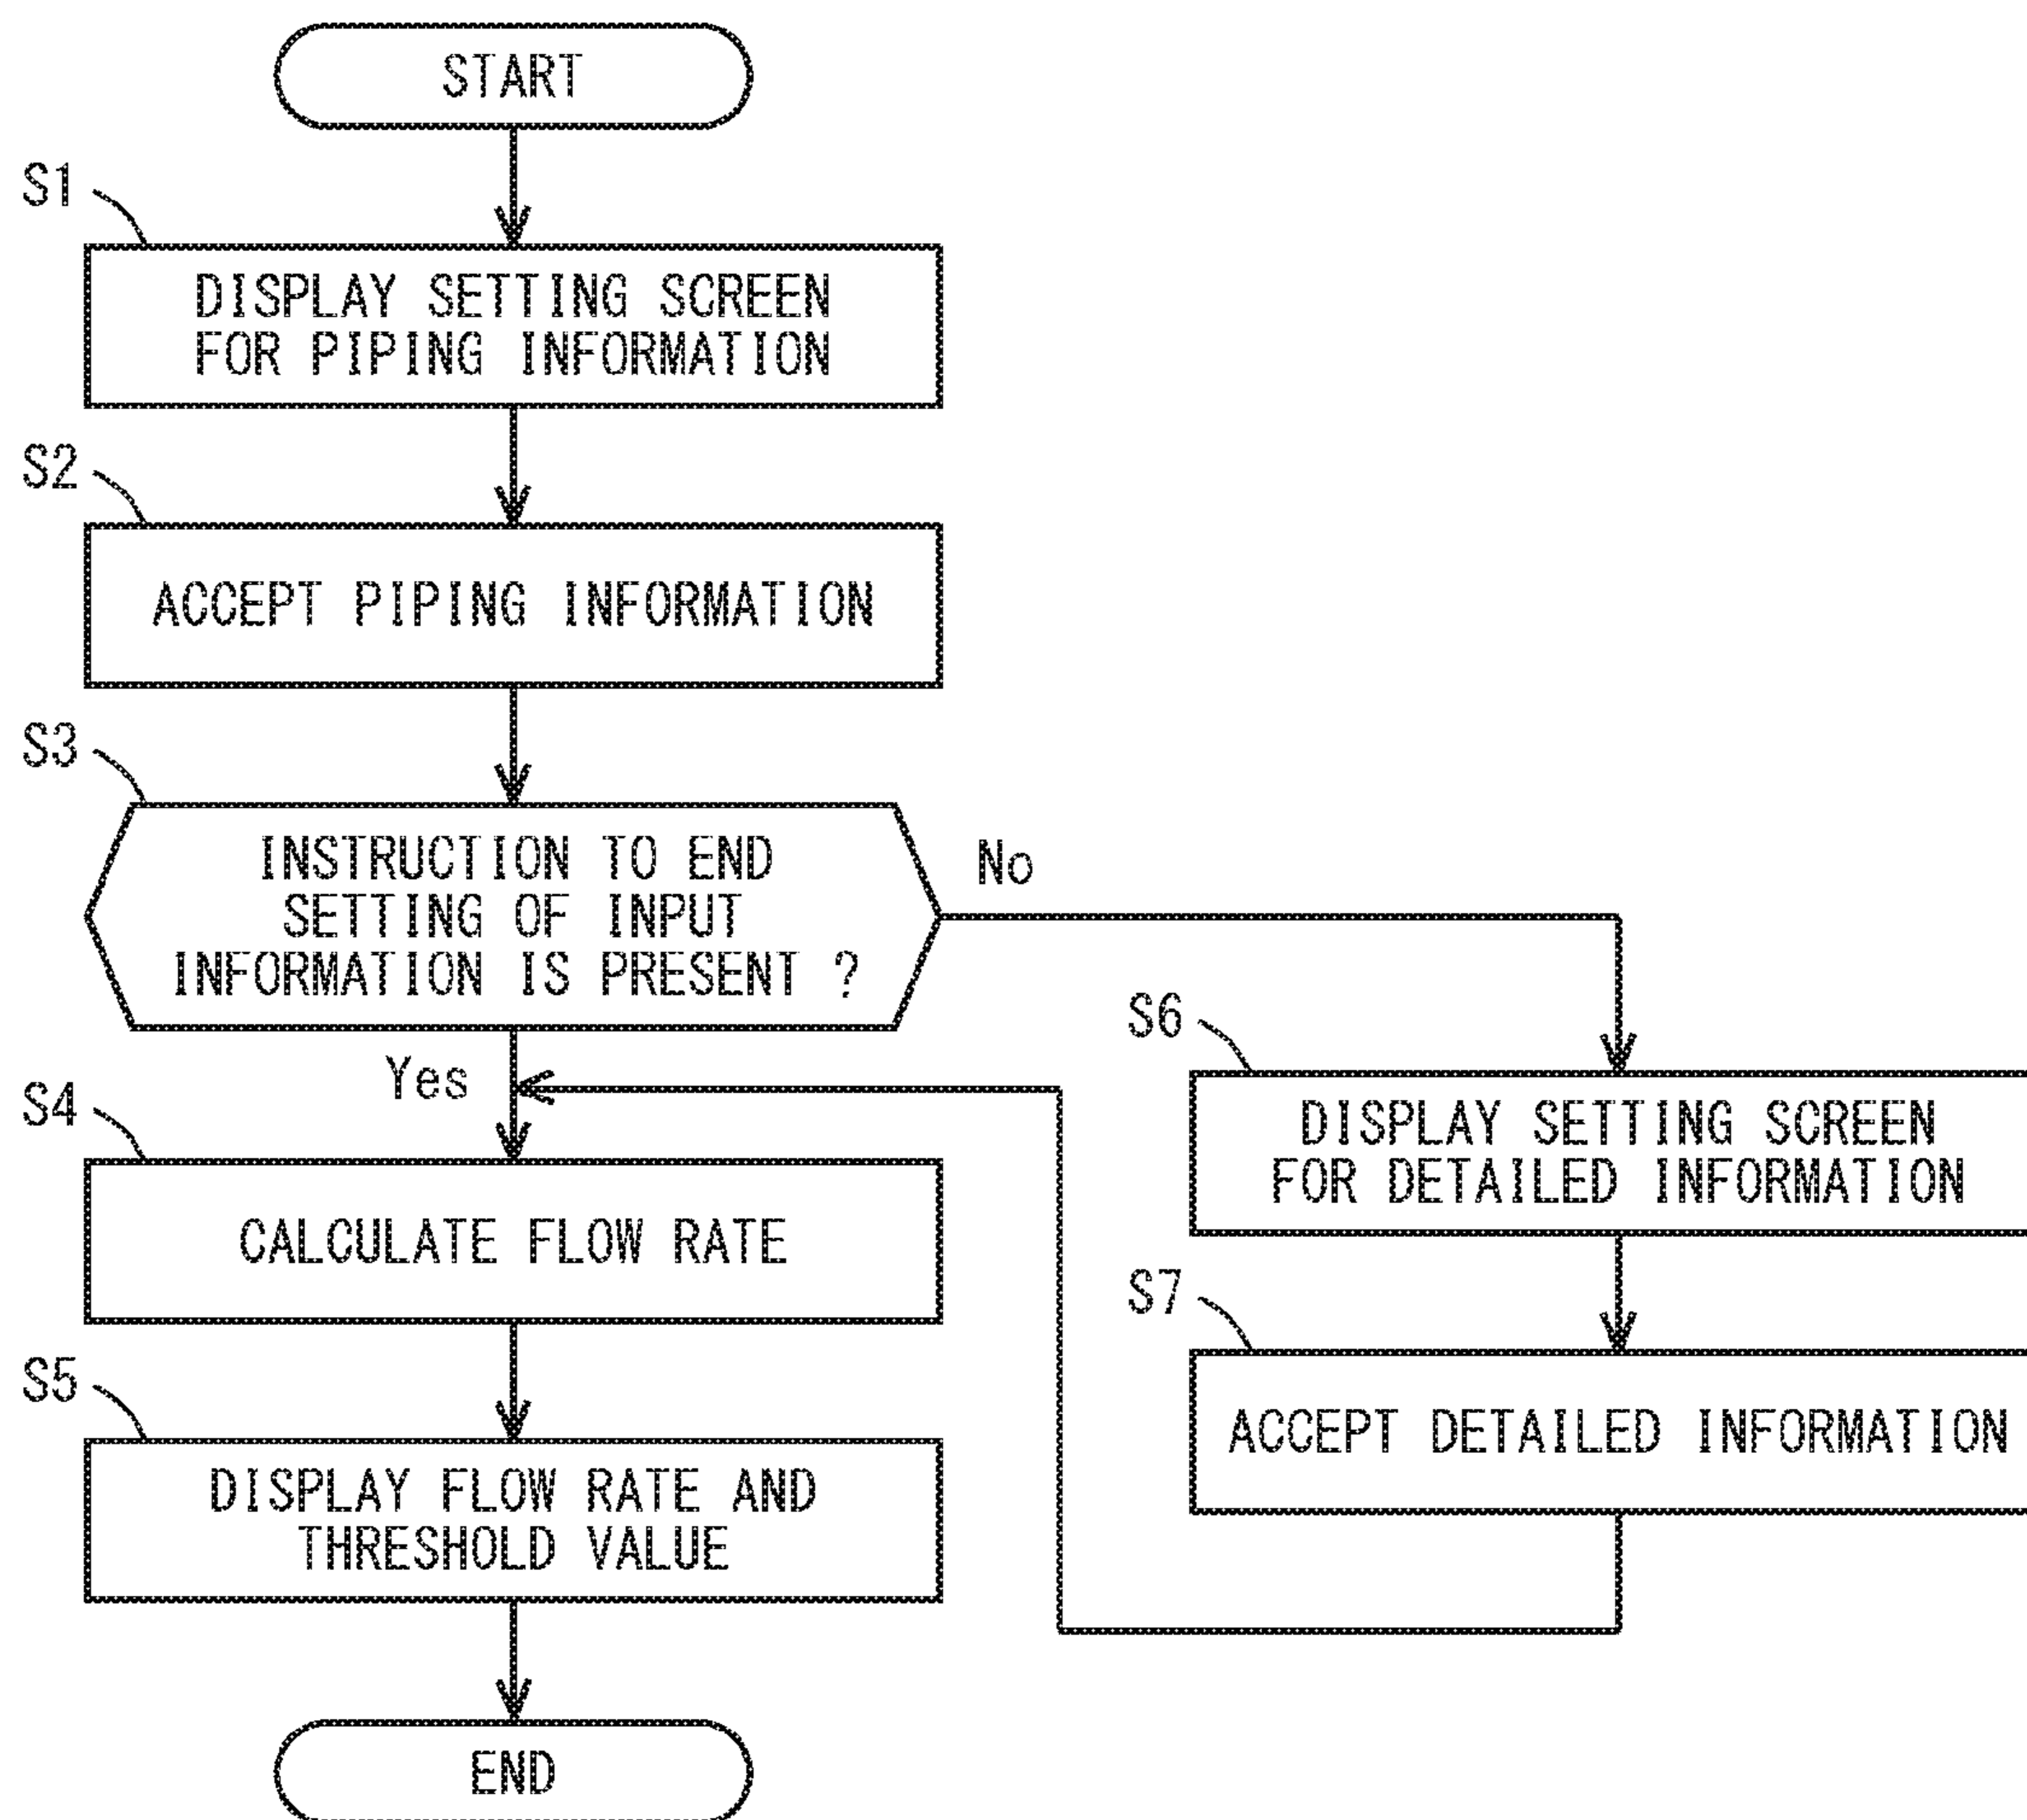 START
S1
DISPLAY SETTING SCREEN
FOR PIPING INFORMATION
S2
ACCEPT PIPING INFORMATION
S3
INSTRUCTION TO END
SETTING OF INPUT
INFORMATION IS PRESENT ?
No
Yes
S4
CALCULATE FLOW RATE
S5
DISPLAY FLOW RATE AND
THRESHOLD VALUE
END
S6
DISPLAY SETTING SCREEN
FOR DETAILED INFORMATION
S7
ACCEPT DETAILED INFORMATION